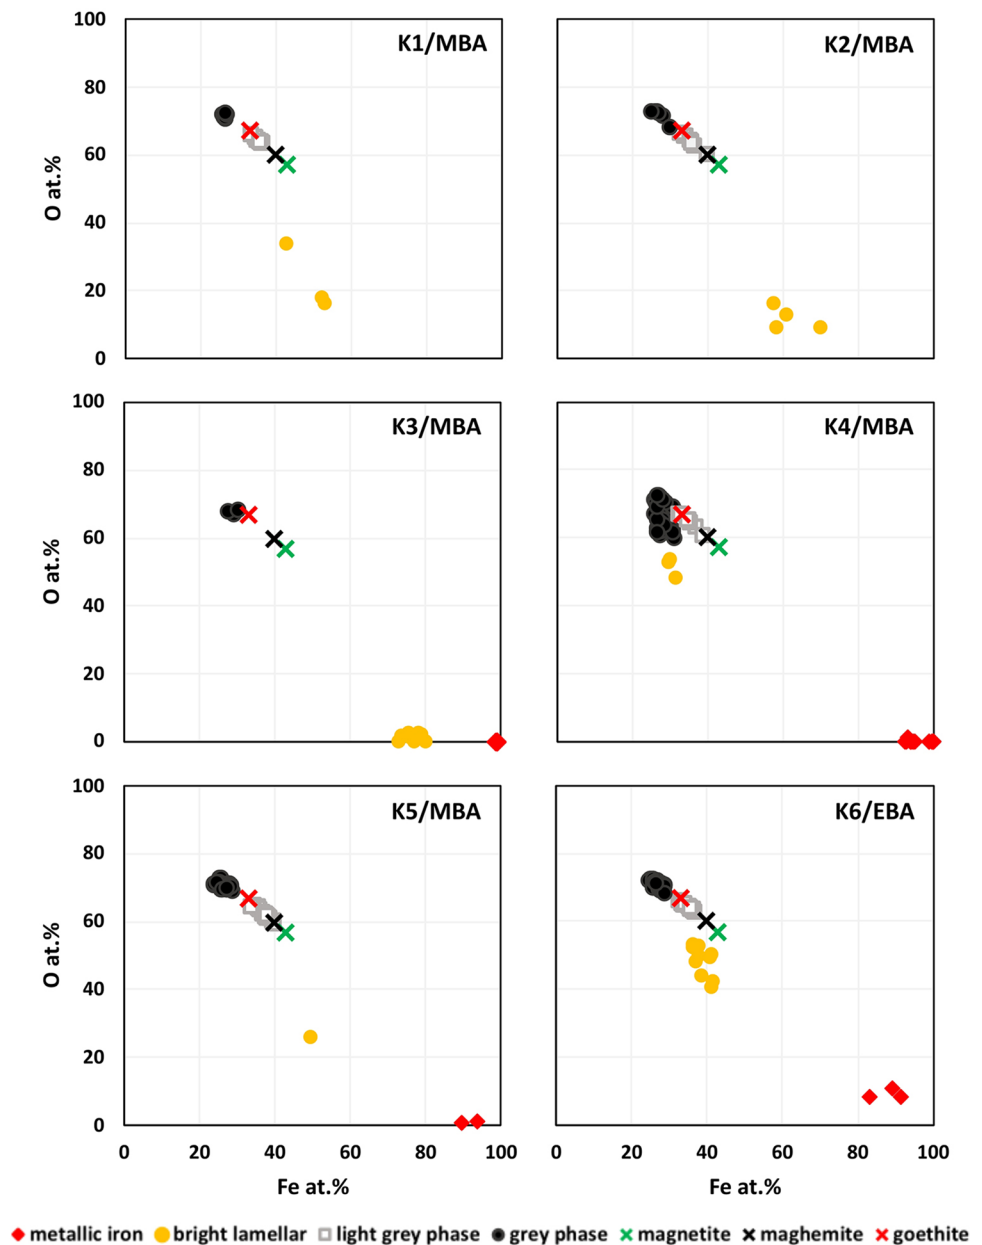 100
80
60
40
20
0
O at.%
K1/MBA
K2/MBA
100
80
60
40
20
0
O at.%
K3/MBA
K4/MBA
100
80
60
40
20
0
O at.%
K5/MBA
K6/EBA
0 20 40 60 80 100
0 20 40 60 80 100
Fe at.%
Fe at.%
metallic iron bright lamellar light grey phase grey phase magnetite maghemite goethite